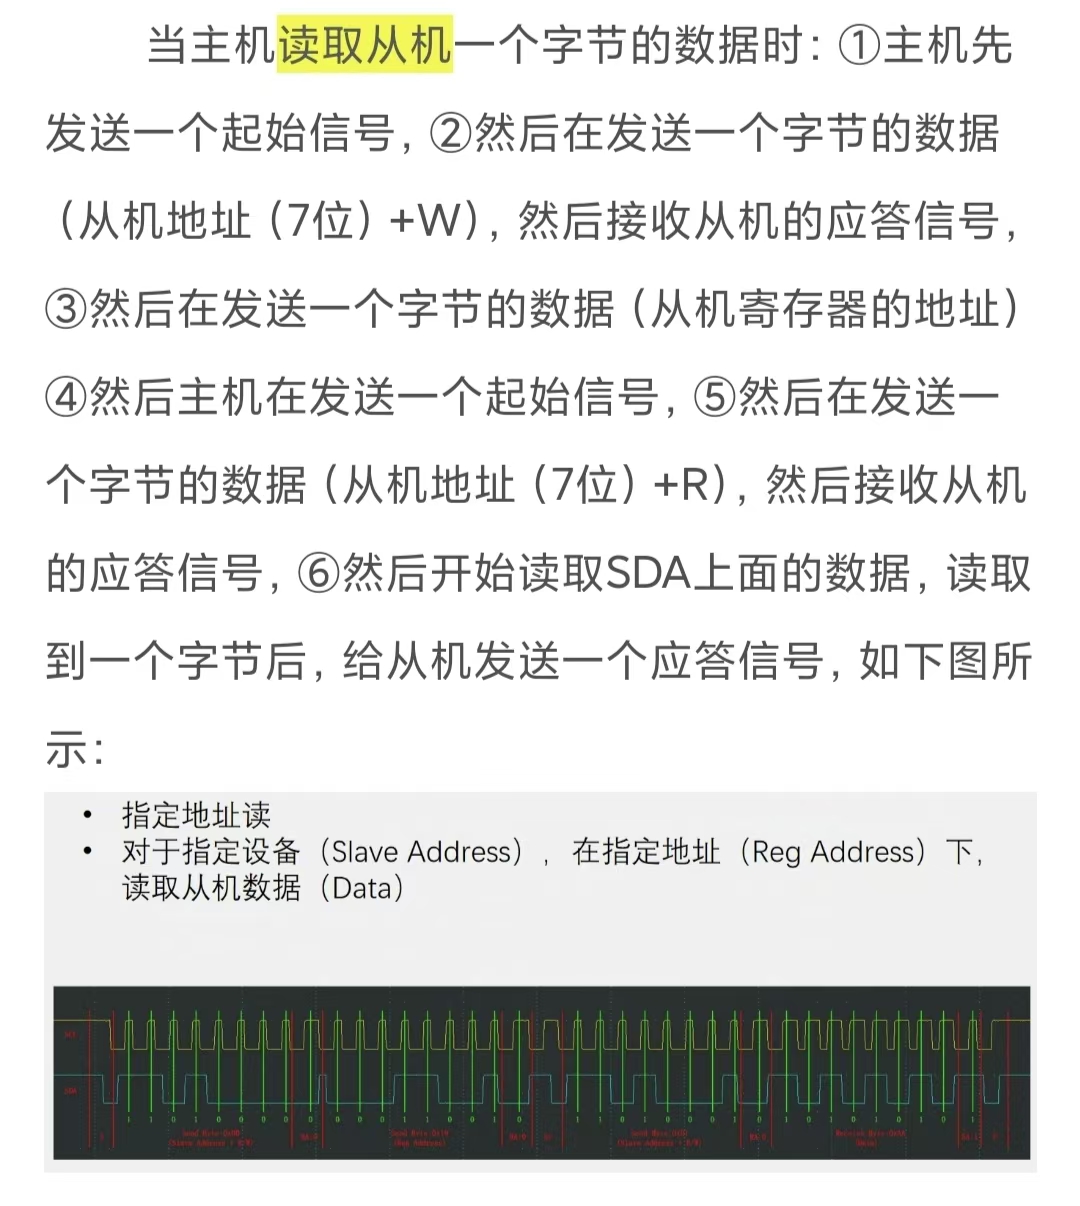 当主机读取从机一个字节的数据时：①主机先
发送一个起始信号，②然后在发送一个字节的数据
（从机地址（7位）+W），然后接收从机的应答信号，
③然后在发送一个字节的数据（从机寄存器的地址）
④然后主机在发送一个起始信号，⑤然后在发送一
个字节的数据（从机地址（7位）+R），然后接收从机
的应答信号，⑥然后开始读取SDA上面的数据，读取
到一个字节后，给从机发送一个应答信号，如下图所
示：
• 指定地址读
• 对于指定设备（Slave Address），在指定地址（Reg Address）下，
读取从机数据（Data）
SCL
SDA